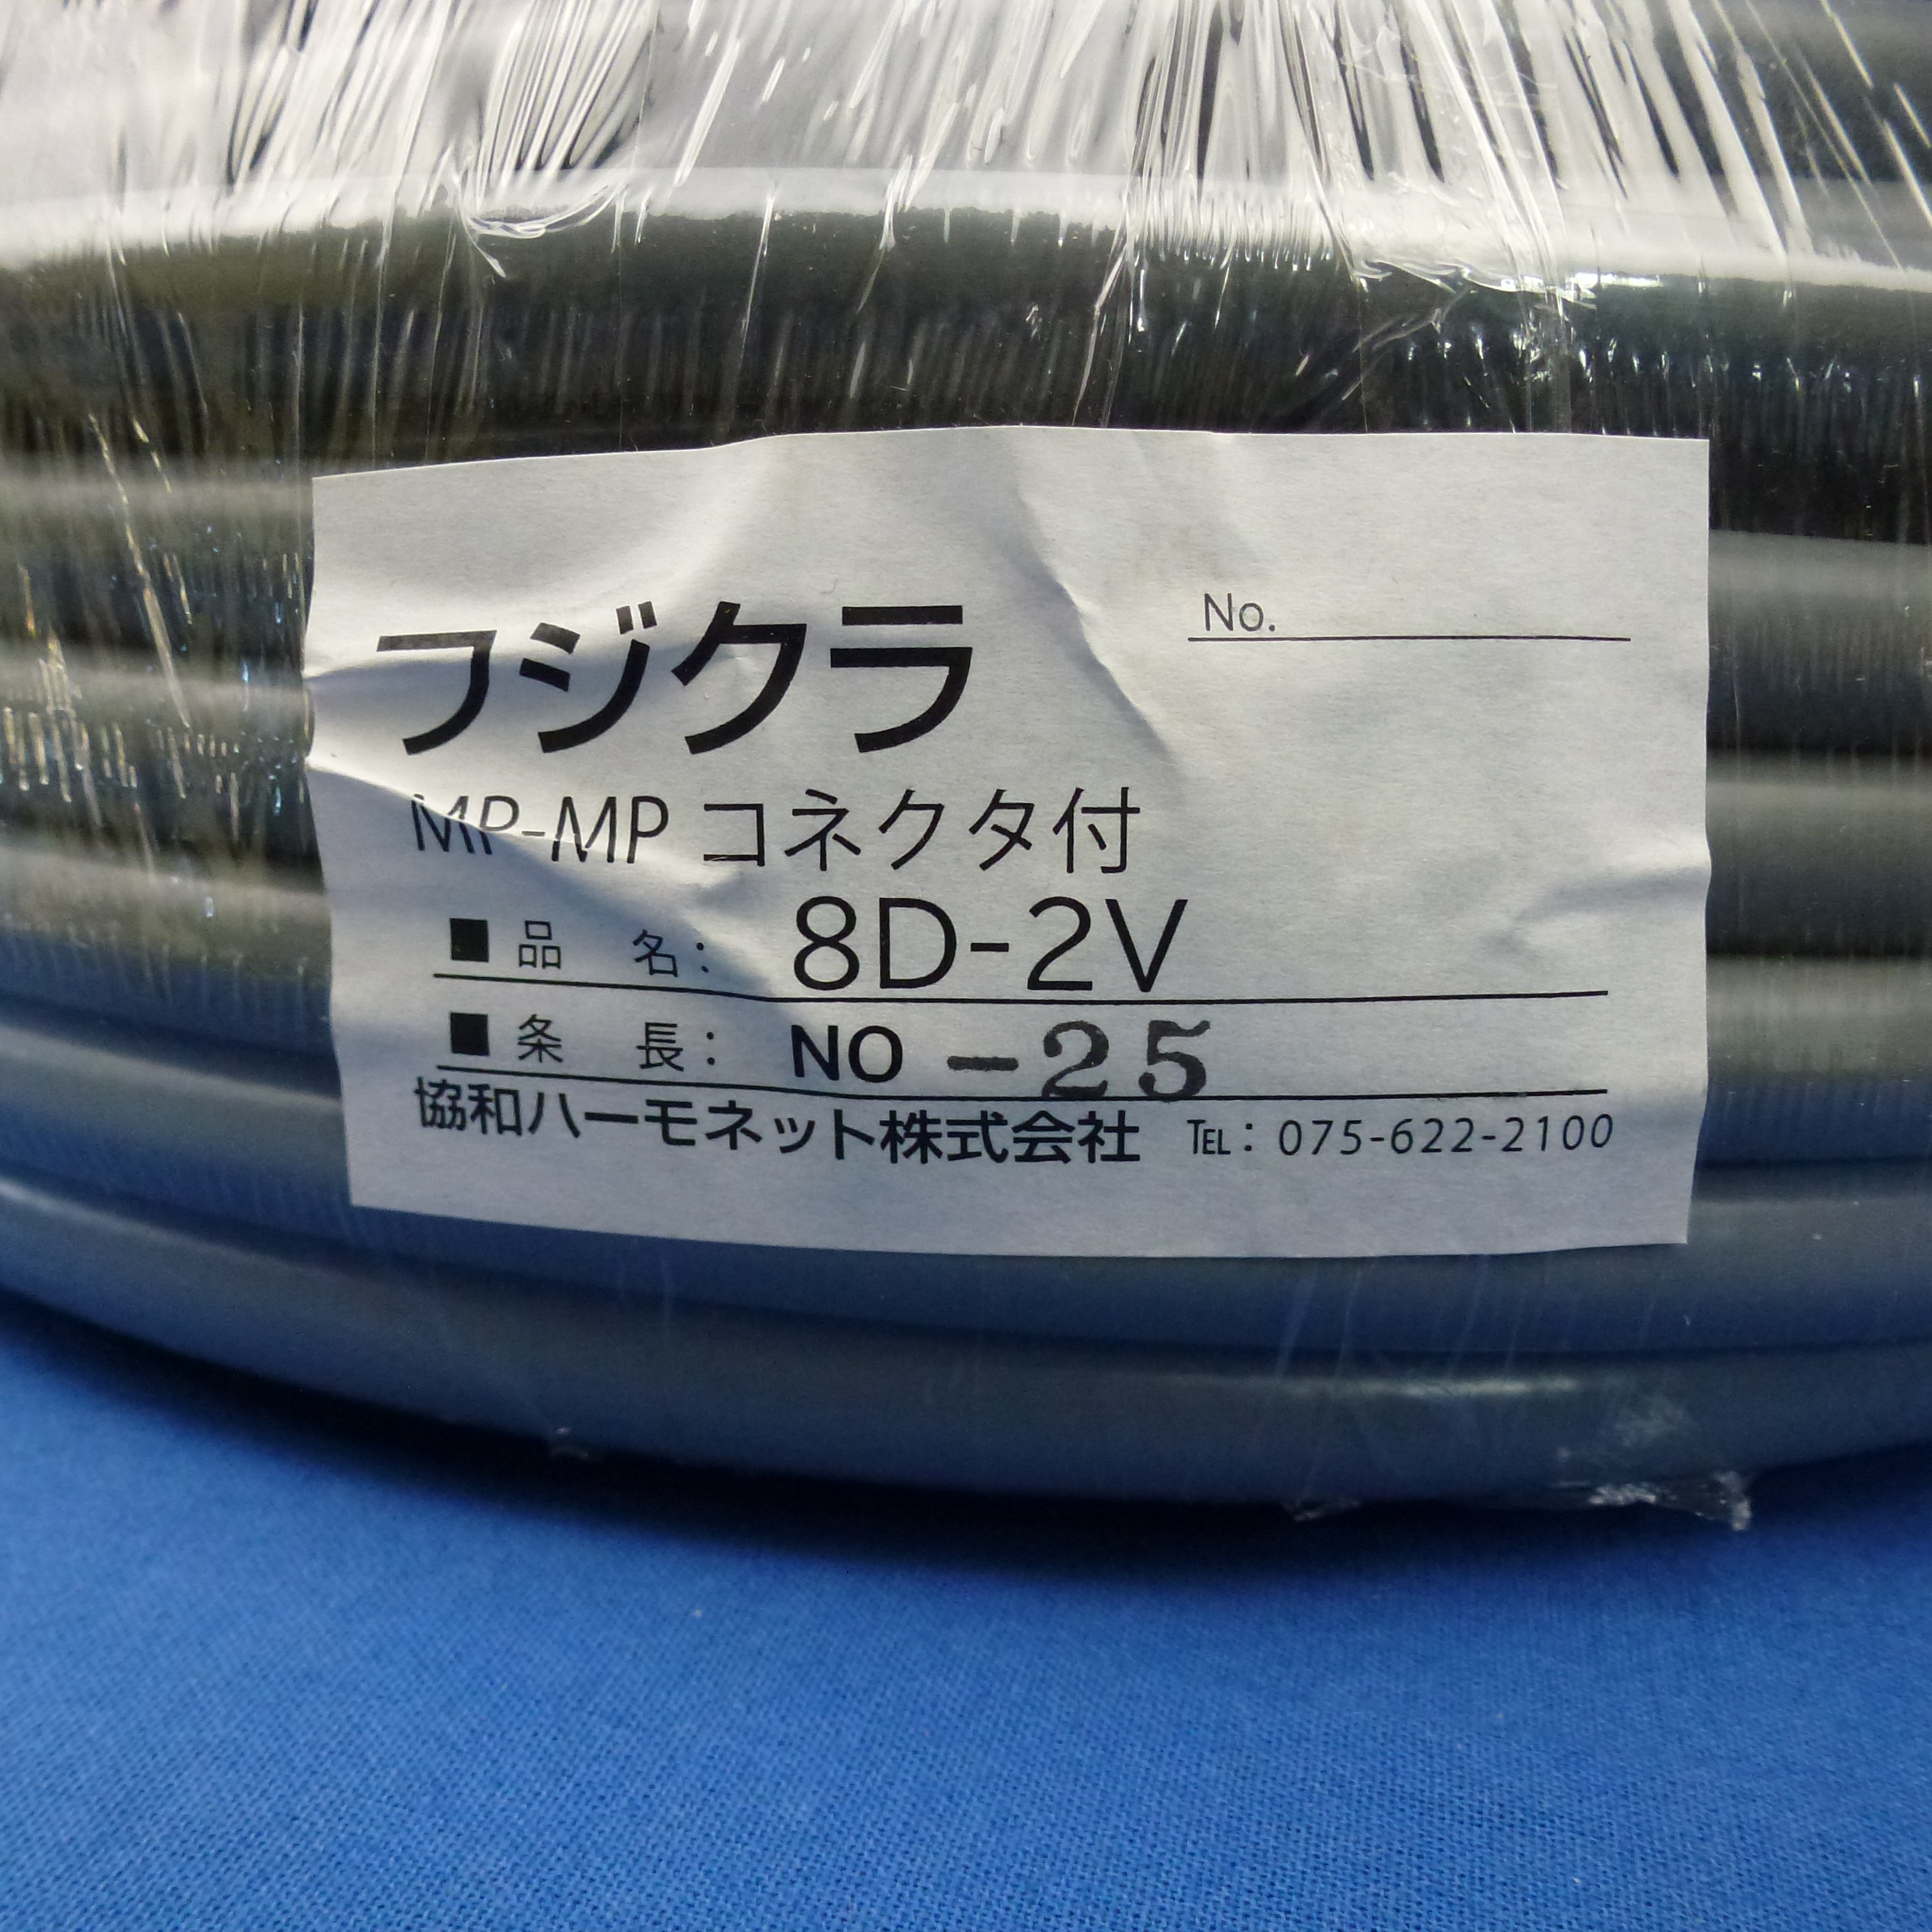 フジクラ
No.
MP-MP コネクタ付
■ 品 名: 8D-2V
■ 条 長: NO -25
協和ハーモネット株式会社 TEL: 075-622-2100